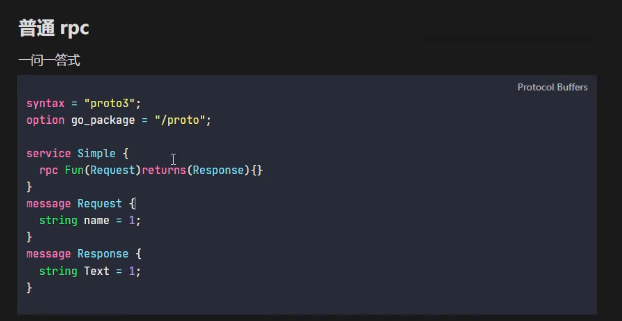 普通 rpc
一问一答式
Protocol Buffers
syntax = "proto3";
option go_package = "/proto";
service Simple {
  rpc Fun(Request)returns(Response){}
}
message Request {
  string name = 1;
}
message Response {
  string Text = 1;
}